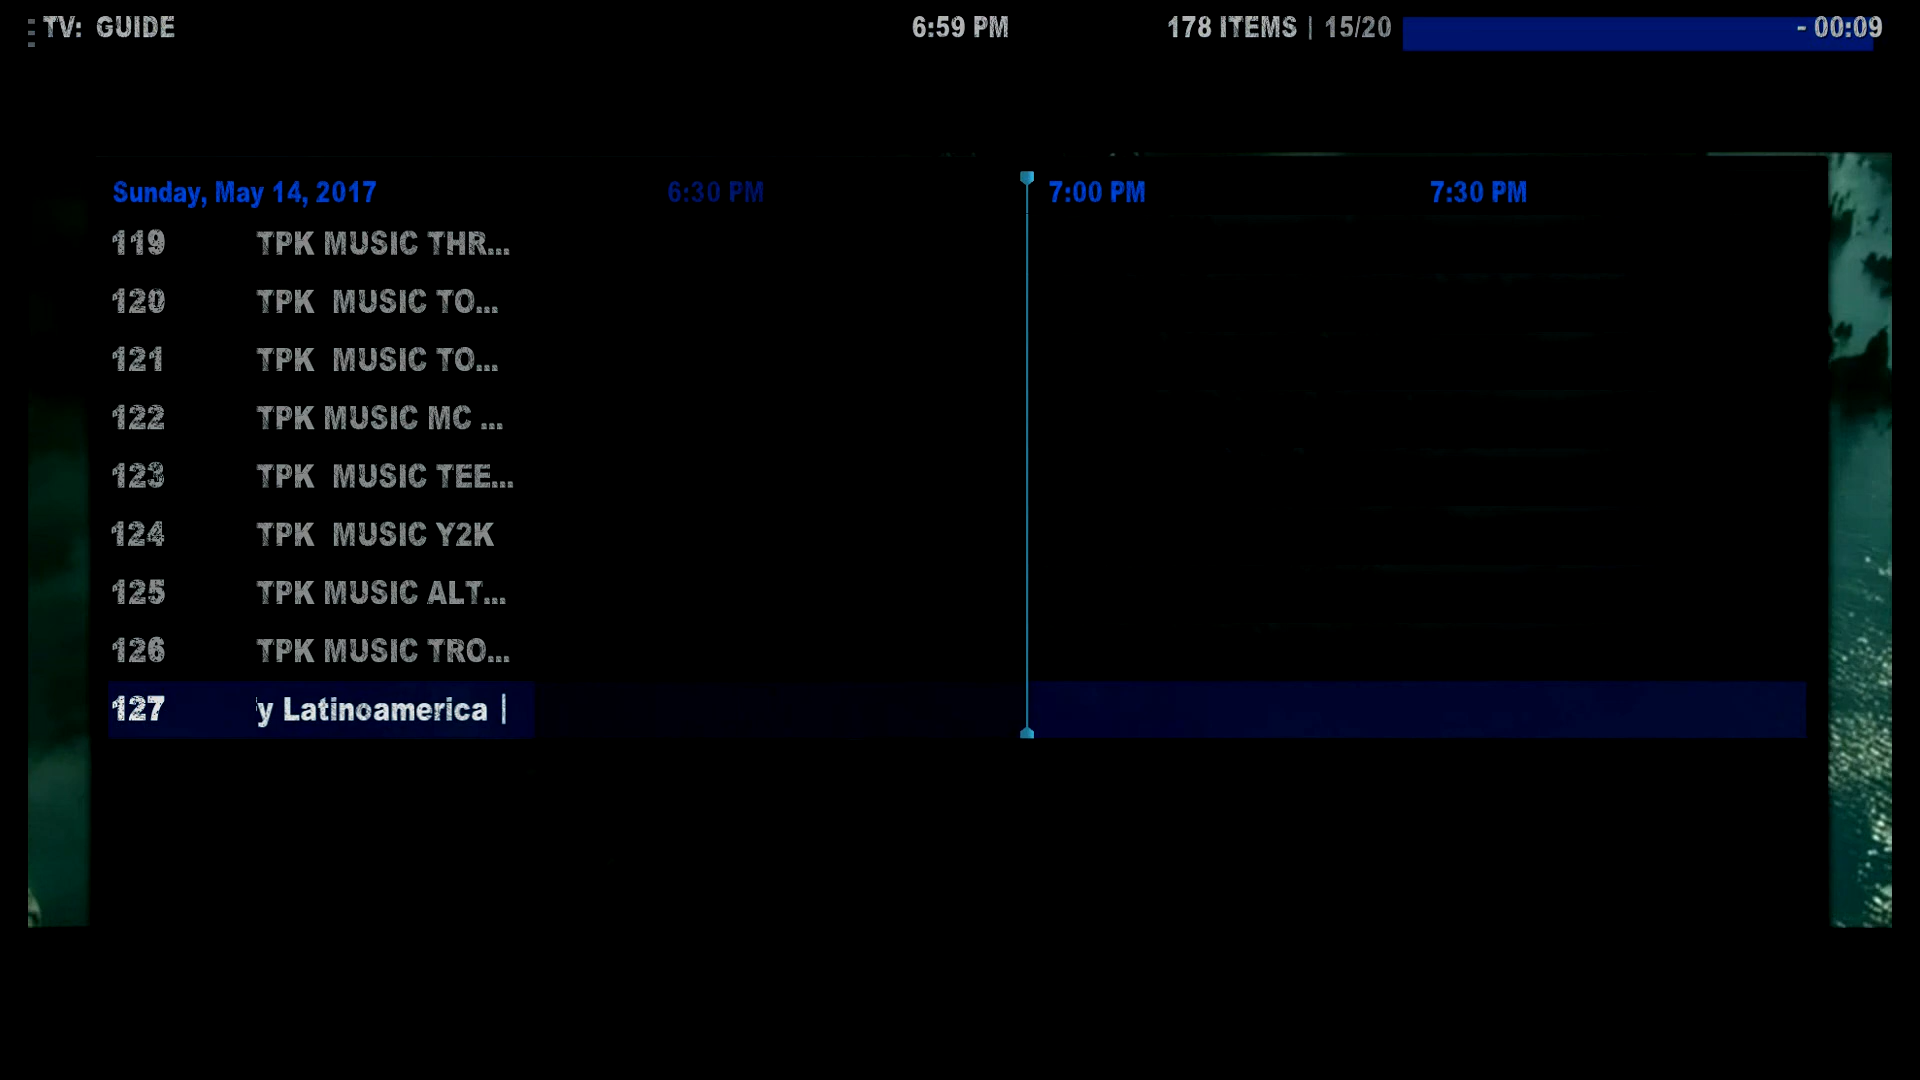 TV: GUIDE 6:59 PM 178 ITEMS | 15/20 - 00:09
Sunday, May 14, 2017 6:30 PM 7:00 PM 7:30 PM
119 TPK MUSIC THR...
120 TPK MUSIC TO...
121 TPK MUSIC TO...
122 TPK MUSIC MC ...
123 TPK MUSIC TEE...
124 TPK MUSIC Y2K
125 TPK MUSIC ALT...
126 TPK MUSIC TRO...
127 y Latinoamerica |